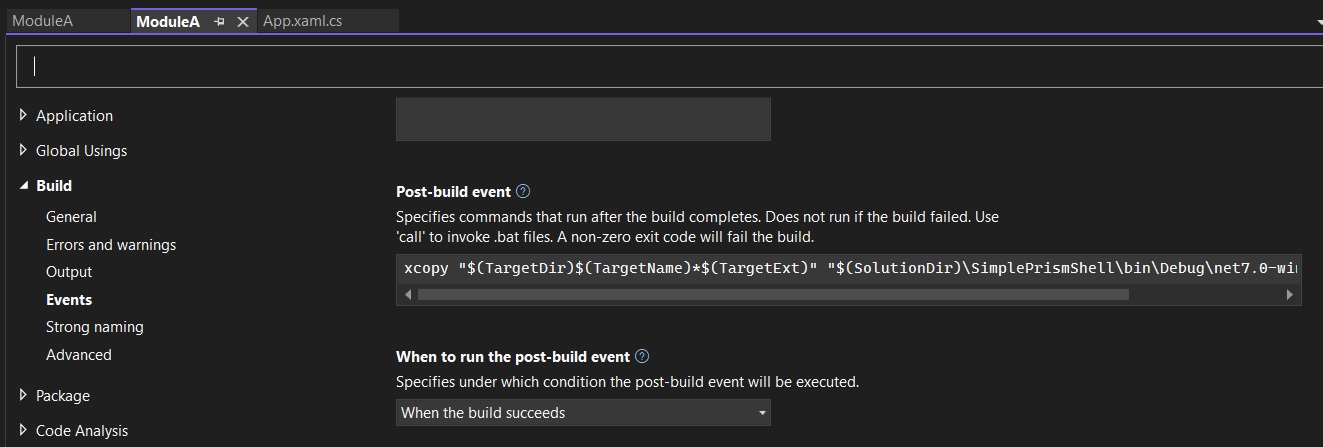 ModuleA ModuleA App.xaml.cs
Application
Global Usings
Build
General
Errors and warnings
Output
Events
Strong naming
Advanced
Package
Code Analysis
Post-build event
Specifies commands that run after the build completes. Does not run if the build failed. Use
'call' to invoke .bat files. A non-zero exit code will fail the build.
xcopy "$(TargetDir)$(TargetName)*$(TargetExt)" "$(SolutionDir)\SimplePrismShell\bin\Debug\net7.0-wi
When to run the post-build event
Specifies under which condition the post-build event will be executed.
When the build succeeds